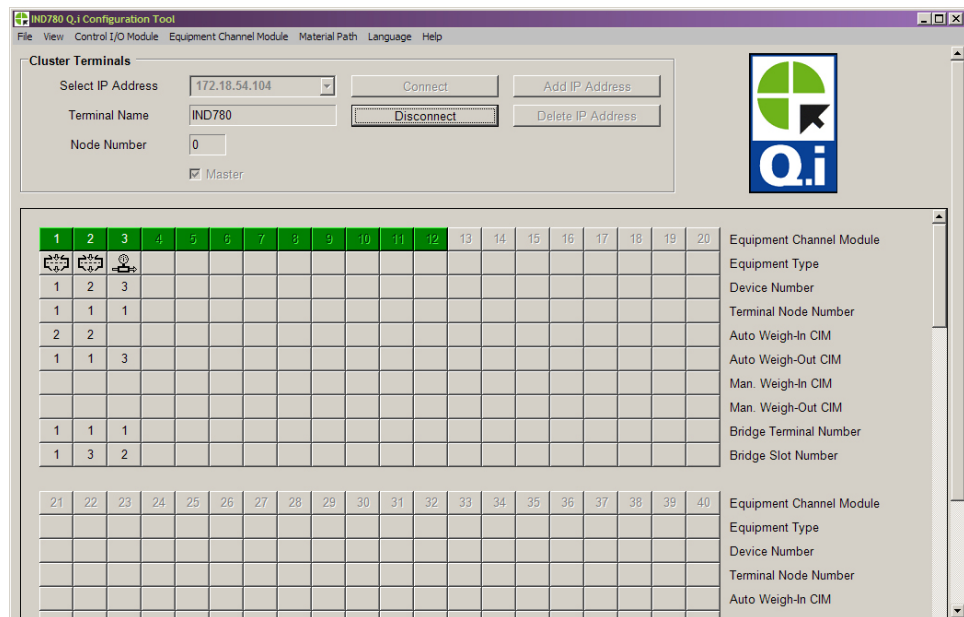 IND780 Q.i Configuration Tool
File View Control I/O Module Equipment Channel Module Material Path Language Help
Cluster Terminals
Select IP Address 172.18.54.104 Connect Add IP Address
Terminal Name IND780 Disconnect Delete IP Address
Node Number 0
Master
Q.i
1 2 3 4 5 6 7 8 9 10 11 12 13 14 15 16 17 18 19 20 Equipment Channel Module
Equipment Type
1 2 3 Device Number
1 1 1 Terminal Node Number
2 2 Auto Weigh-In CIM
1 1 3 Auto Weigh-Out CIM
Man. Weigh-In CIM
Man. Weigh-Out CIM
1 1 1 Bridge Terminal Number
1 3 2 Bridge Slot Number
21 22 23 24 25 26 27 28 29 30 31 32 33 34 35 36 37 38 39 40 Equipment Channel Module
Equipment Type
Device Number
Terminal Node Number
Auto Weigh-In CIM